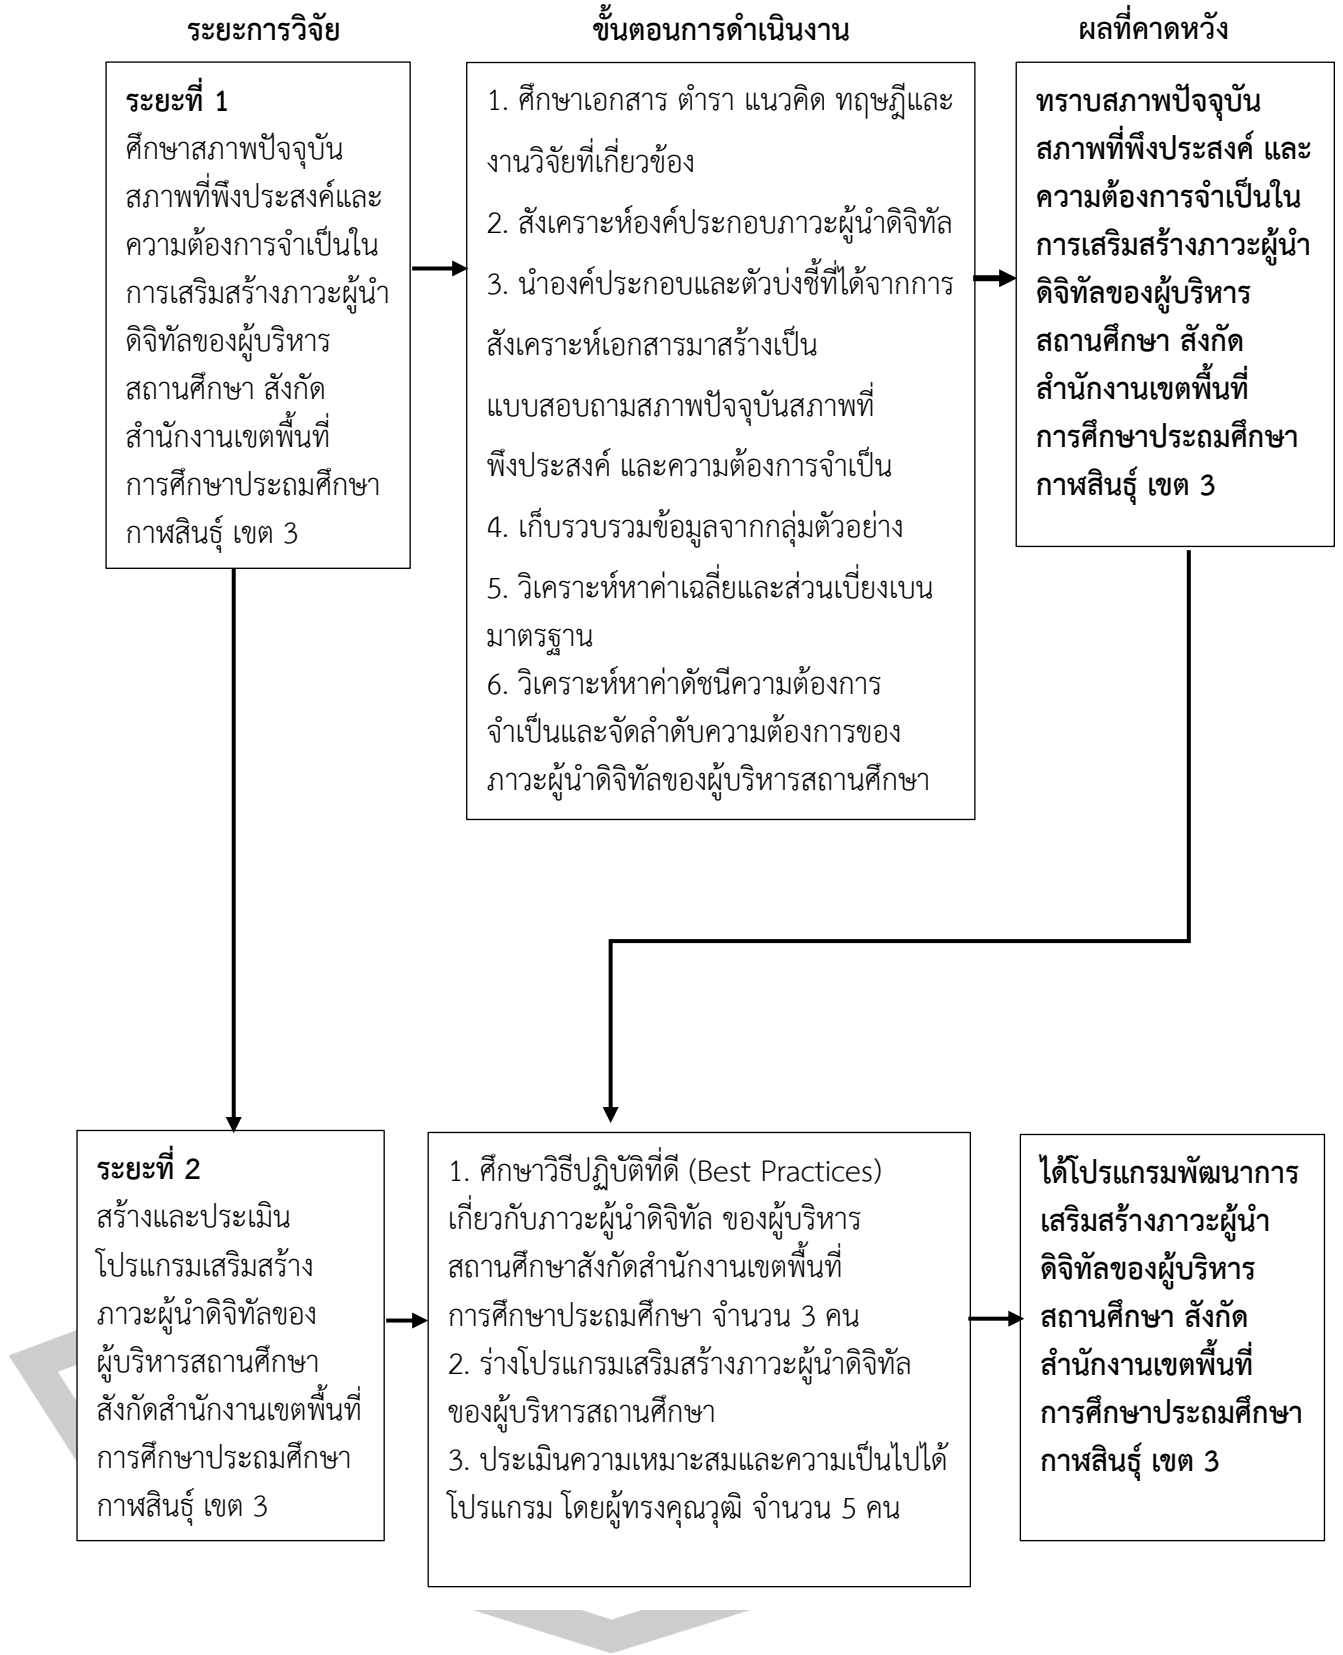 ระยะการวิจัย
ขั้นตอนการดำเนินงาน
ผลที่คาดหวัง
ระยะที่ 1
ศึกษาสภาพปัจจุบัน
สภาพที่พึงประสงค์และ
ความต้องการจำเป็นใน
การเสริมสร้างภาวะผู้นำ
ดิจิทัลของผู้บริหาร
สถานศึกษา สังกัด
สำนักงานเขตพื้นที่
การศึกษาประถมศึกษา
กาฬสินธุ์ เขต 3
1. ศึกษาเอกสาร ตำรา แนวคิด ทฤษฎีและ
งานวิจัยที่เกี่ยวข้อง
2. สังเคราะห์องค์ประกอบภาวะผู้นำดิจิทัล
3. นำองค์ประกอบและตัวบ่งชี้ที่ได้จากการ
สังเคราะห์เอกสารมาสร้างเป็น
แบบสอบถามสภาพปัจจุบันสภาพที่
พึงประสงค์ และความต้องการจำเป็น
4. เก็บรวบรวมข้อมูลจากกลุ่มตัวอย่าง
5. วิเคราะห์หาค่าเฉลี่ยและส่วนเบี่ยงเบน
มาตรฐาน
6. วิเคราะห์หาค่าดัชนีความต้องการ
จำเป็นและจัดลำดับความต้องการของ
ภาวะผู้นำดิจิทัลของผู้บริหารสถานศึกษา
ทราบสภาพปัจจุบัน
สภาพที่พึงประสงค์ และ
ความต้องการจำเป็นใน
การเสริมสร้างภาวะผู้นำ
ดิจิทัลของผู้บริหาร
สถานศึกษา สังกัด
สำนักงานเขตพื้นที่
การศึกษาประถมศึกษา
กาฬสินธุ์ เขต 3
ระยะที่ 2
สร้างและประเมิน
โปรแกรมเสริมสร้าง
ภาวะผู้นำดิจิทัลของ
ผู้บริหารสถานศึกษา
สังกัดสำนักงานเขตพื้นที่
การศึกษาประถมศึกษา
กาฬสินธุ์ เขต 3
1. ศึกษาวิธีปฏิบัติที่ดี (Best Practices)
เกี่ยวกับภาวะผู้นำดิจิทัล ของผู้บริหาร
สถานศึกษาสังกัดสำนักงานเขตพื้นที่
การศึกษาประถมศึกษา จำนวน 3 คน
2. ร่างโปรแกรมเสริมสร้างภาวะผู้นำดิจิทัล
ของผู้บริหารสถานศึกษา
3. ประเมินความเหมาะสมและความเป็นไปได้
โปรแกรม โดยผู้ทรงคุณวุฒิ จำนวน 5 คน
ได้โปรแกรมพัฒนาการ
เสริมสร้างภาวะผู้นำ
ดิจิทัลของผู้บริหาร
สถานศึกษา สังกัด
สำนักงานเขตพื้นที่
การศึกษาประถมศึกษา
กาฬสินธุ์ เขต 3